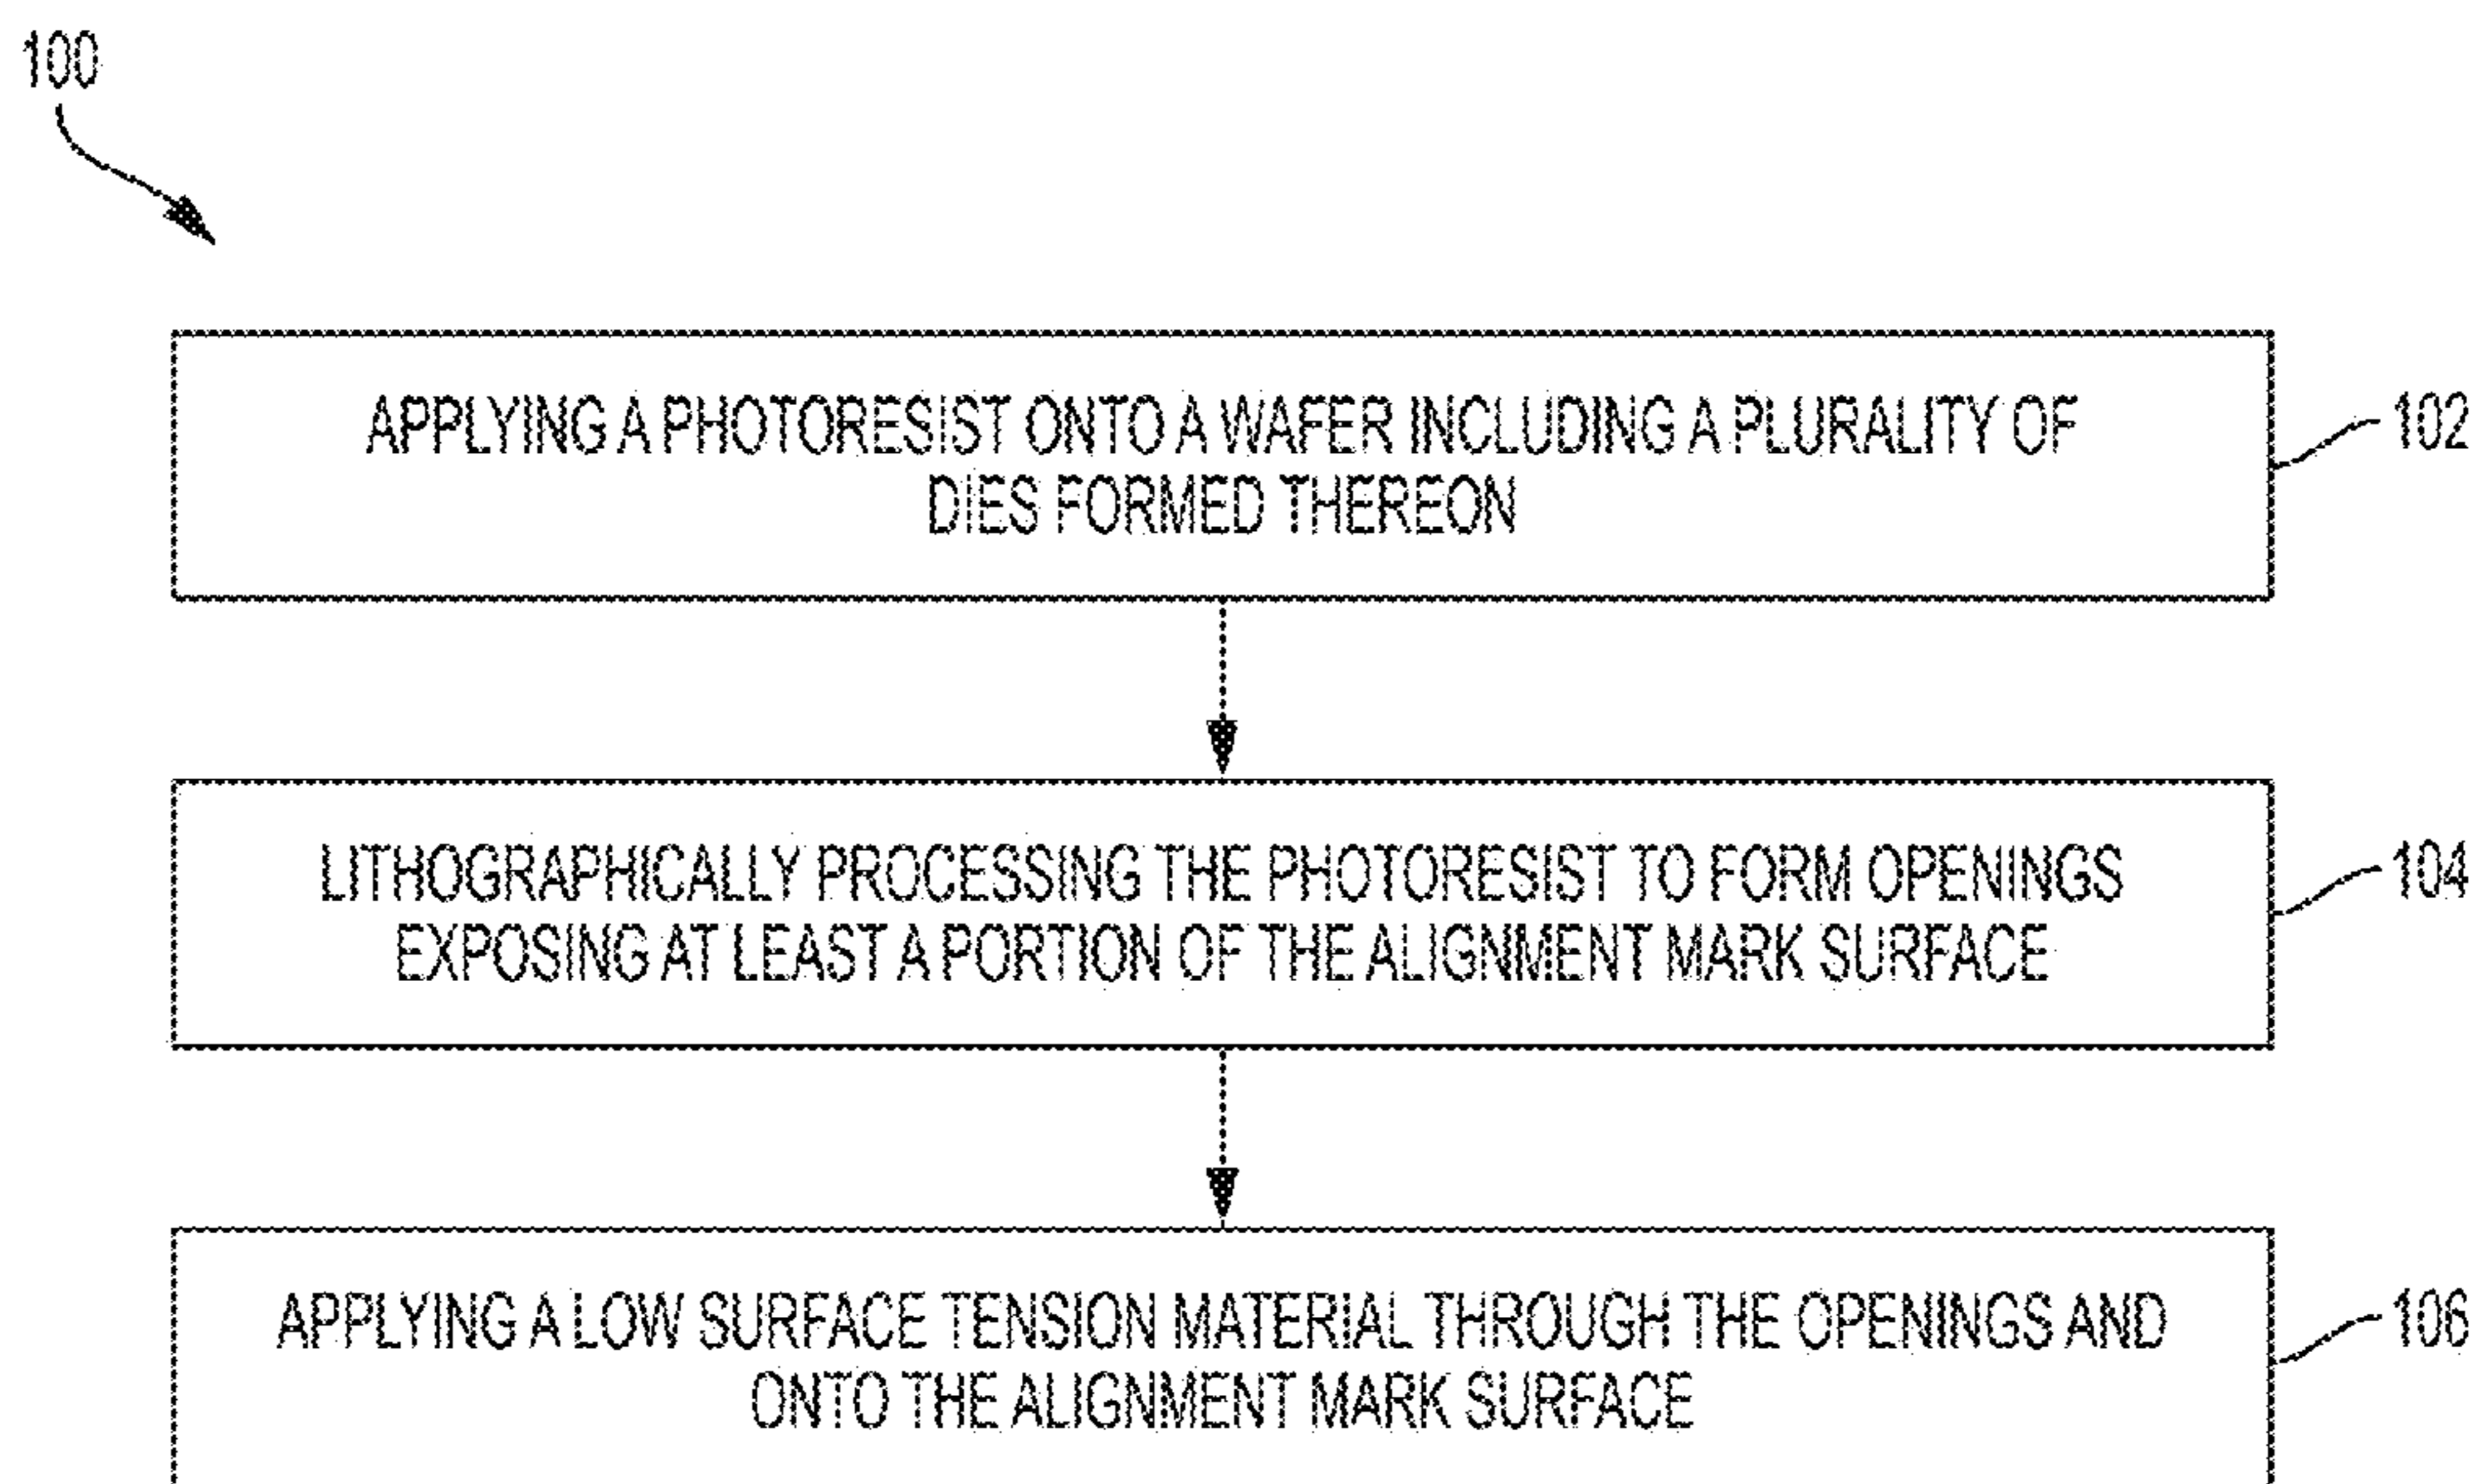 100
APPLYING A PHOTORESIST ONTO A WAFER INCLUDING A PLURALITY OF
DIES FORMED THEREON
102
LITHOGRAPHICALLY PROCESSING THE PHOTORESIST TO FORM OPENINGS
EXPOSING AT LEAST A PORTION OF THE ALIGNMENT MARK SURFACE
104
APPLYING A LOW SURFACE TENSION MATERIAL THROUGH THE OPENINGS AND
ONTO THE ALIGNMENT MARK SURFACE
106